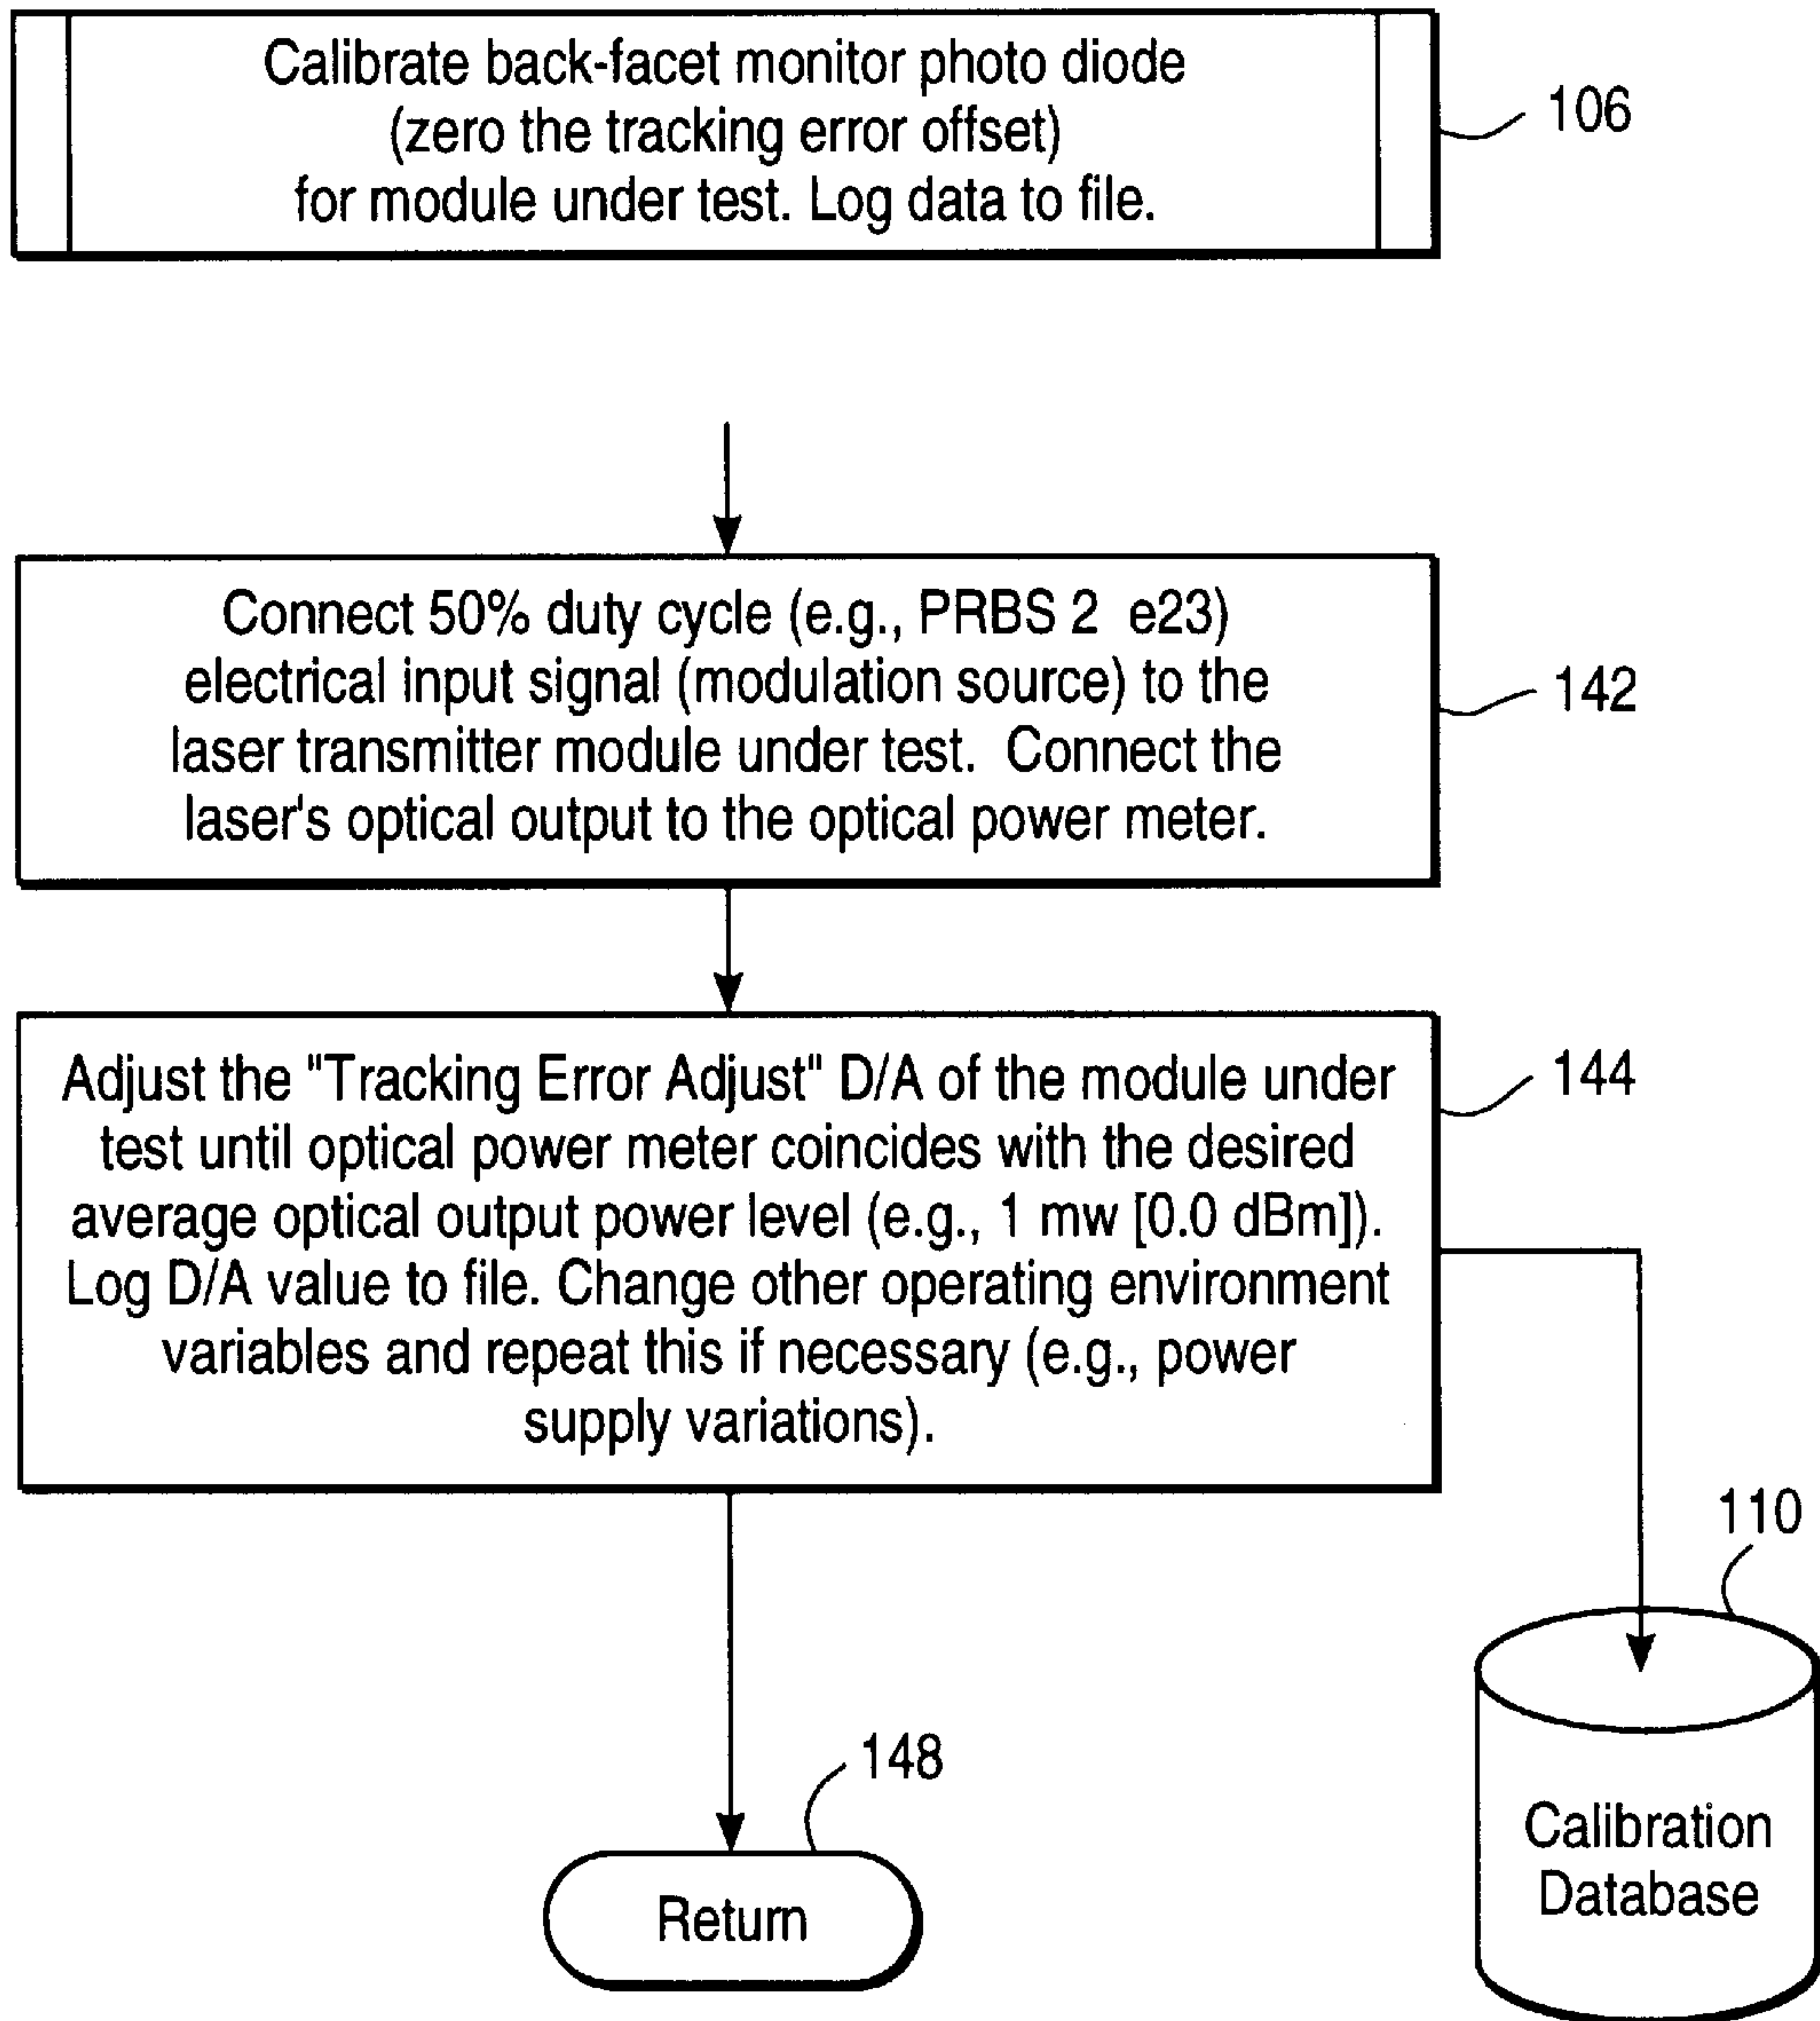 Calibrate back-facet monitor photo diode
(zero the tracking error offset)
for module under test. Log data to file.
106
Connect 50% duty cycle (e.g., PRBS 2  e23)
electrical input signal (modulation source) to the
laser transmitter module under test.  Connect the
laser's optical output to the optical power meter.
142
Adjust the "Tracking Error Adjust" D/A of the module under
test until optical power meter coincides with the desired
average optical output power level (e.g., 1 mw [0.0 dBm]).
Log D/A value to file. Change other operating environment
variables and repeat this if necessary (e.g., power
supply variations).
144
110
148
Return
Calibration
Database